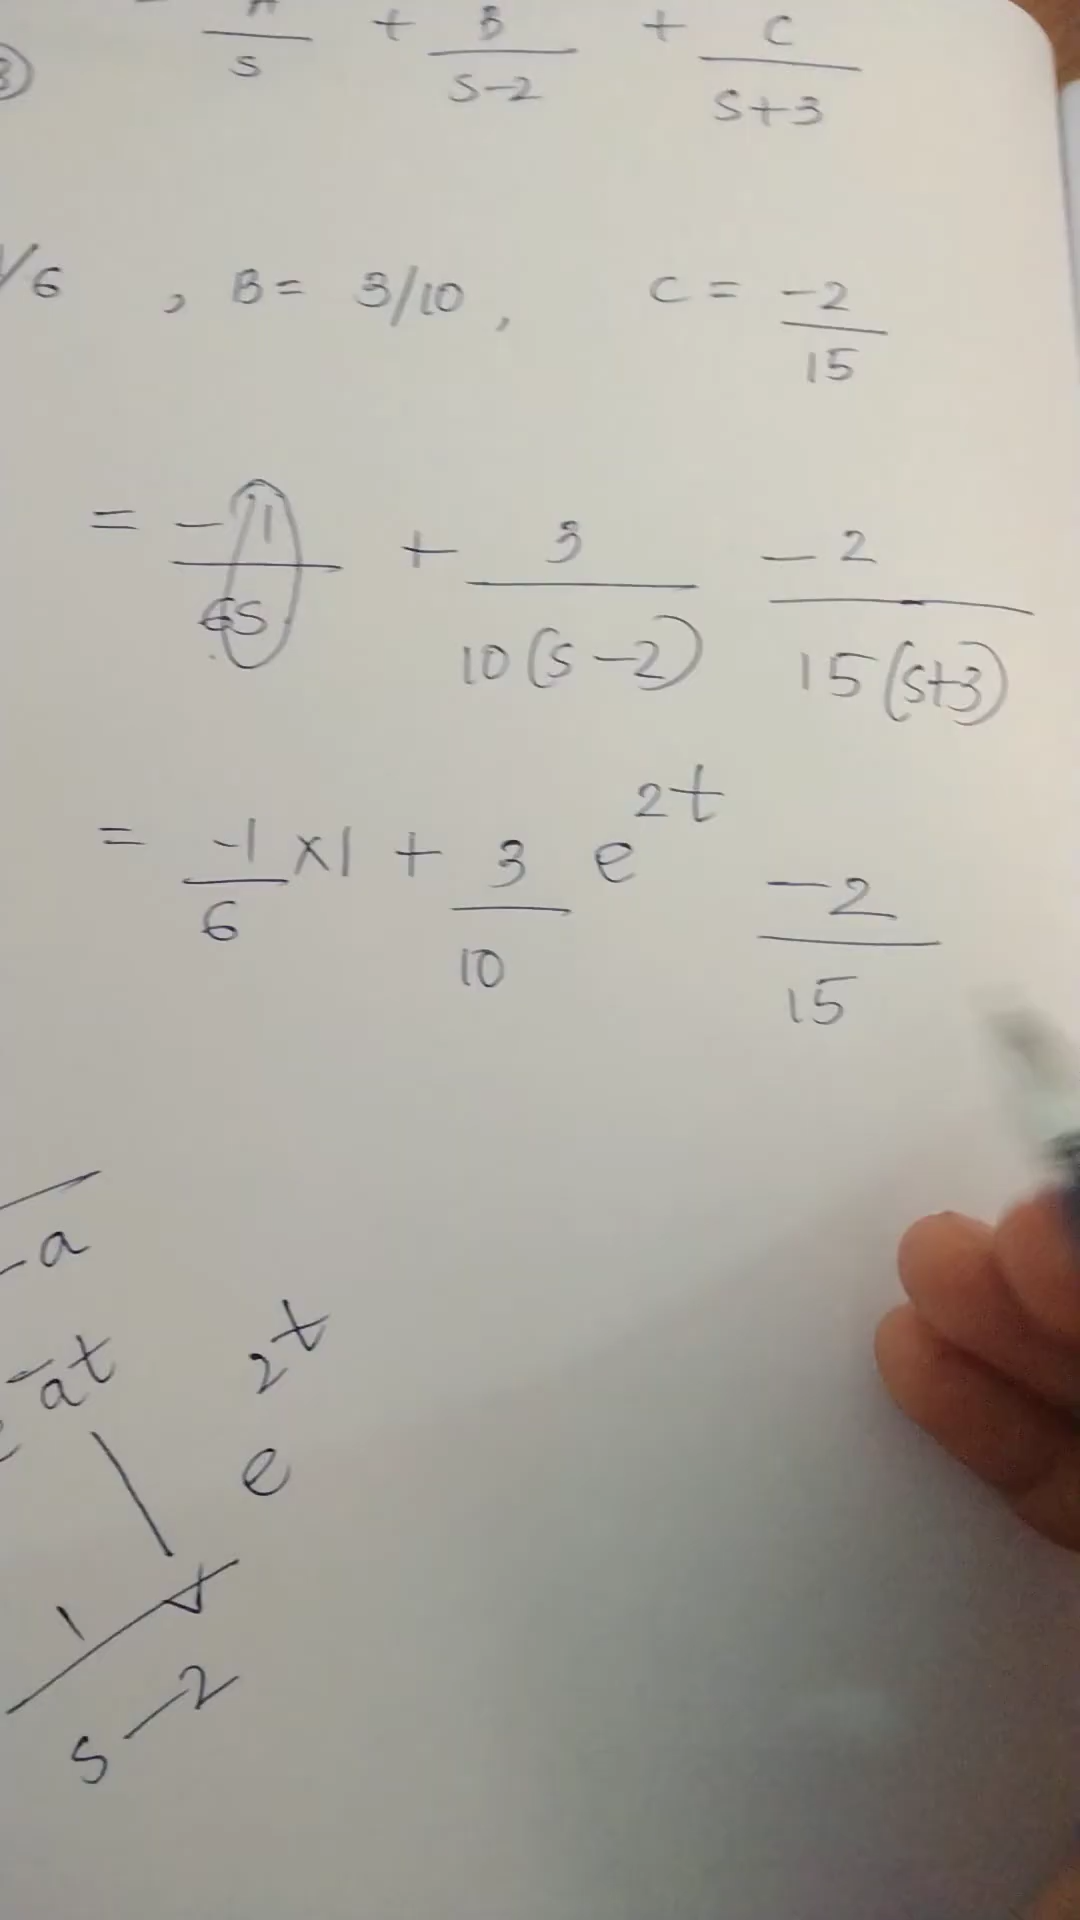 A/s + B/s-2 + C/s+3
1/6 , B = 3/10 , C = -2/15
= -1/6s + 3/10(s-2) -2/15(s+3)
= -1/6 x1 + 3/10 e^2t -2/15
-a
-at 2t
e
1
s-2